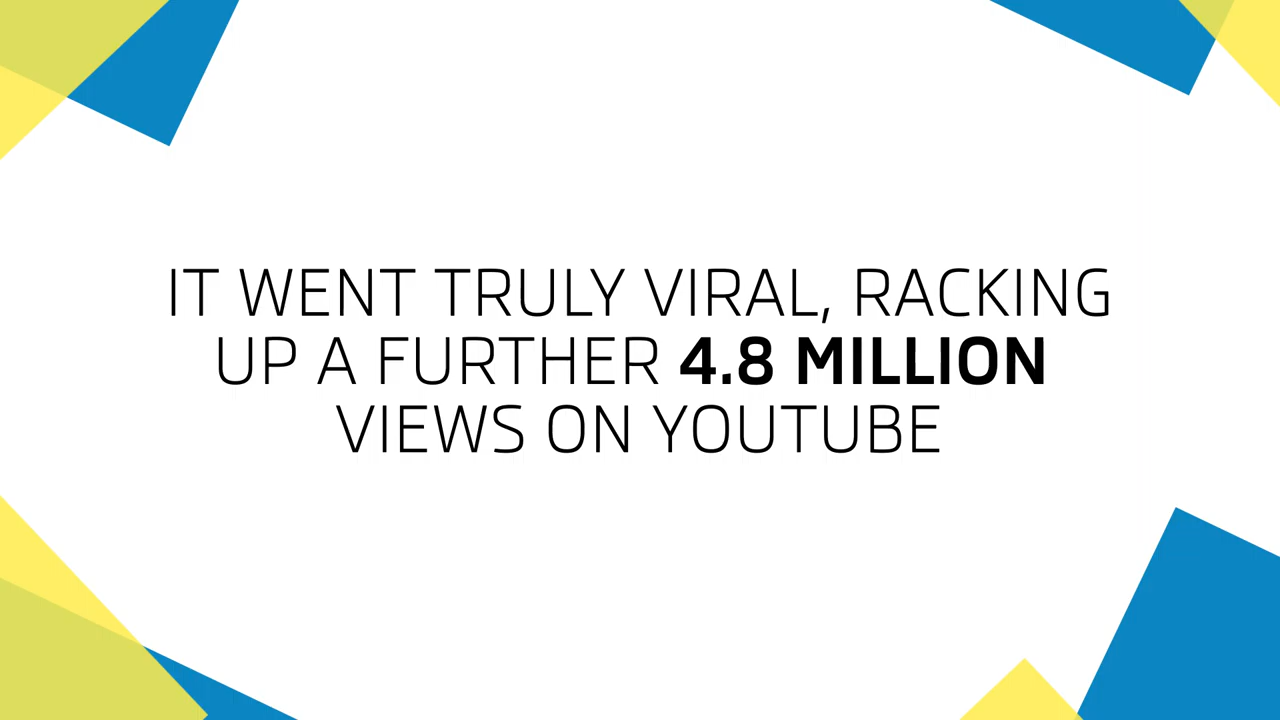 IT WENT TRULY VIRAL, RACKING
UP A FURTHER 4.8 MILLION
VIEWS ON YOUTUBE